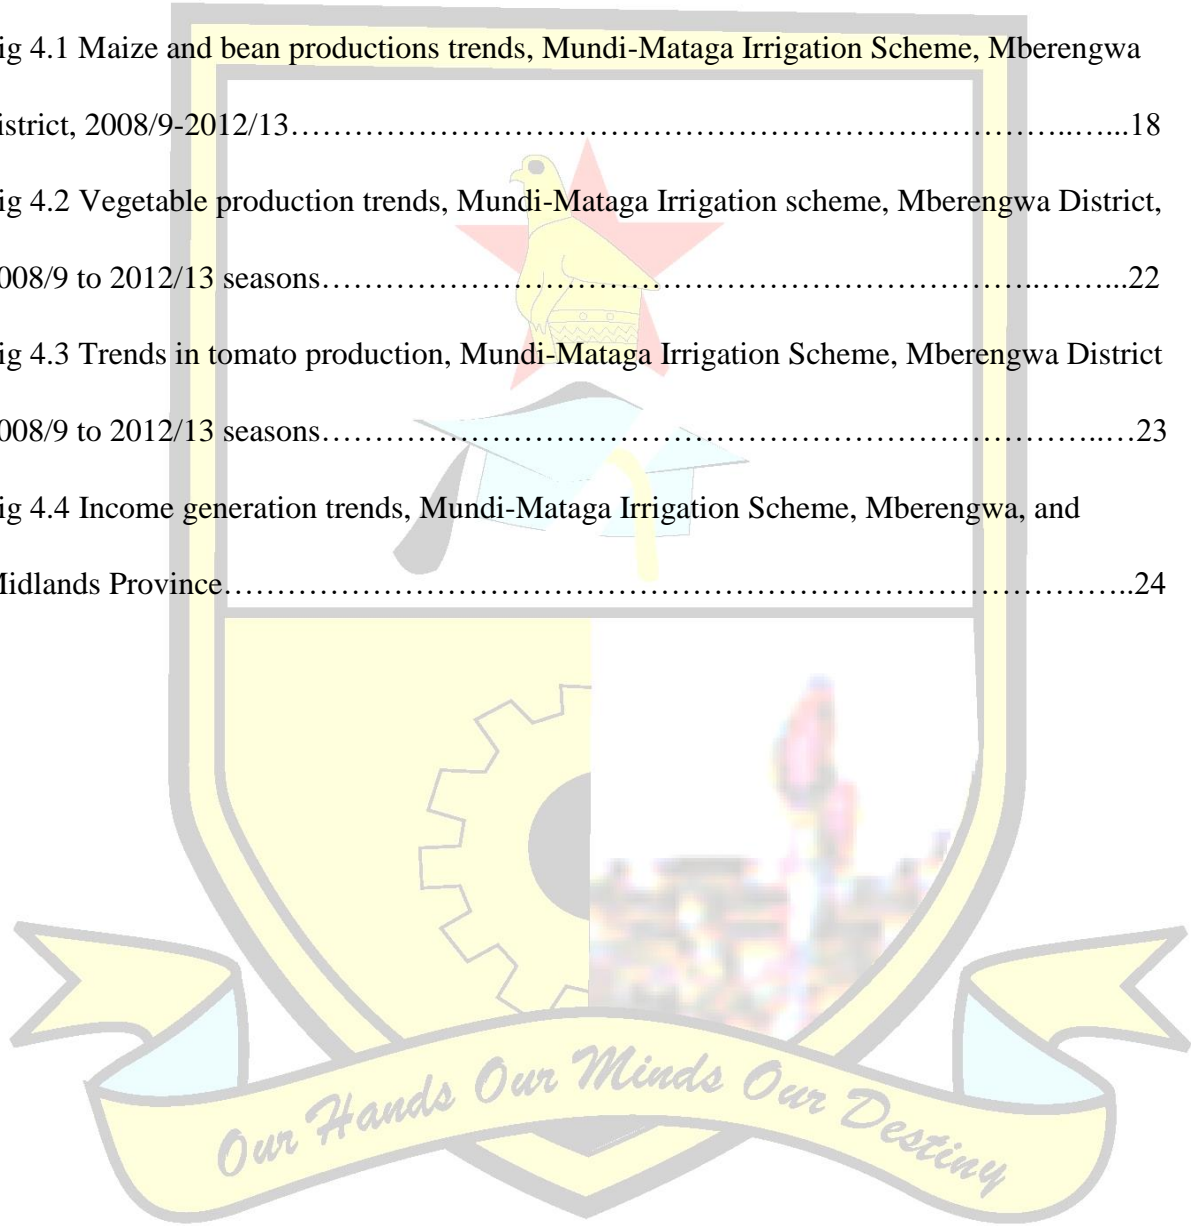 ig 4.1 Maize and bean productions trends, Mundi-Mataga Irrigation Scheme, Mberengwa
istrict, 2008/9-2012/13…………………………………………………………………..…...18
ig 4.2 Vegetable production trends, Mundi-Mataga Irrigation scheme, Mberengwa District,
008/9 to 2012/13 seasons………………………………………………………………..……...22
ig 4.3 Trends in tomato production, Mundi-Mataga Irrigation Scheme, Mberengwa District
008/9 to 2012/13 seasons……………………………………………………………………..…23
ig 4.4 Income generation trends, Mundi-Mataga Irrigation Scheme, Mberengwa, and
Midlands Province………………………………………………………………………………..24
Our Hands Our Minds Our Destiny